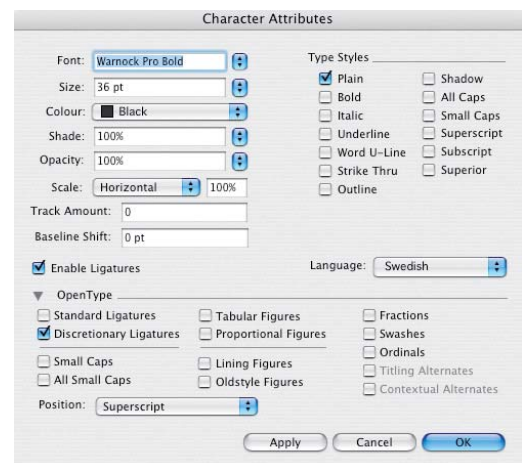 Character Attributes
Font: Warnock Pro Bold
Size: 36 pt
Colour: Black
Shade: 100%
Opacity: 100%
Scale: Horizontal 100%
Track Amount: 0
Baseline Shift: 0 pt
Enable Ligatures
Type Styles
Plain Shadow
Bold All Caps
Italic Small Caps
Underline Superscript
Word U-Line Subscript
Strike Thru Superior
Outline
Language: Swedish
OpenType
Standard Ligatures Tabular Figures Fractions
Discretionary Ligatures Proportional Figures Swashes
Ordinals
Small Caps Lining Figures Titling Alternates
All Small Caps Oldstyle Figures Contextual Alternates
Position: Superscript
Apply Cancel OK